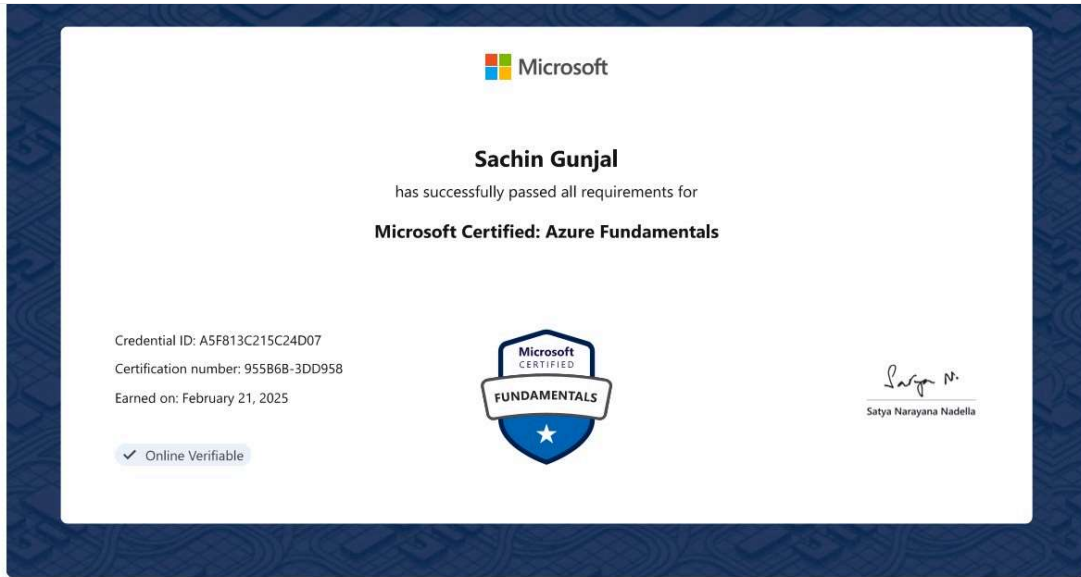 Microsoft
Sachin Gunjal
has successfully passed all requirements for
Microsoft Certified: Azure Fundamentals
Credential ID: A5F813C215C24D07
Certification number: 955B6B-3DD958
Earned on: February 21, 2025
Online Verifiable
Microsoft
CERTIFIED
FUNDAMENTALS
Satya N.
Satya Narayana Nadella